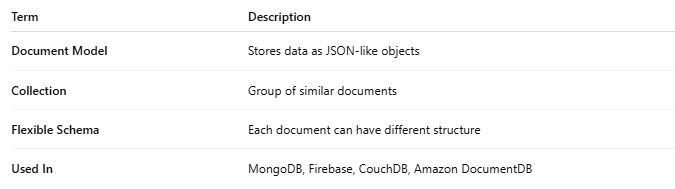 Term Description
Document Model Stores data as JSON-like objects
Collection Group of similar documents
Flexible Schema Each document can have different structure
Used In MongoDB, Firebase, CouchDB, Amazon DocumentDB